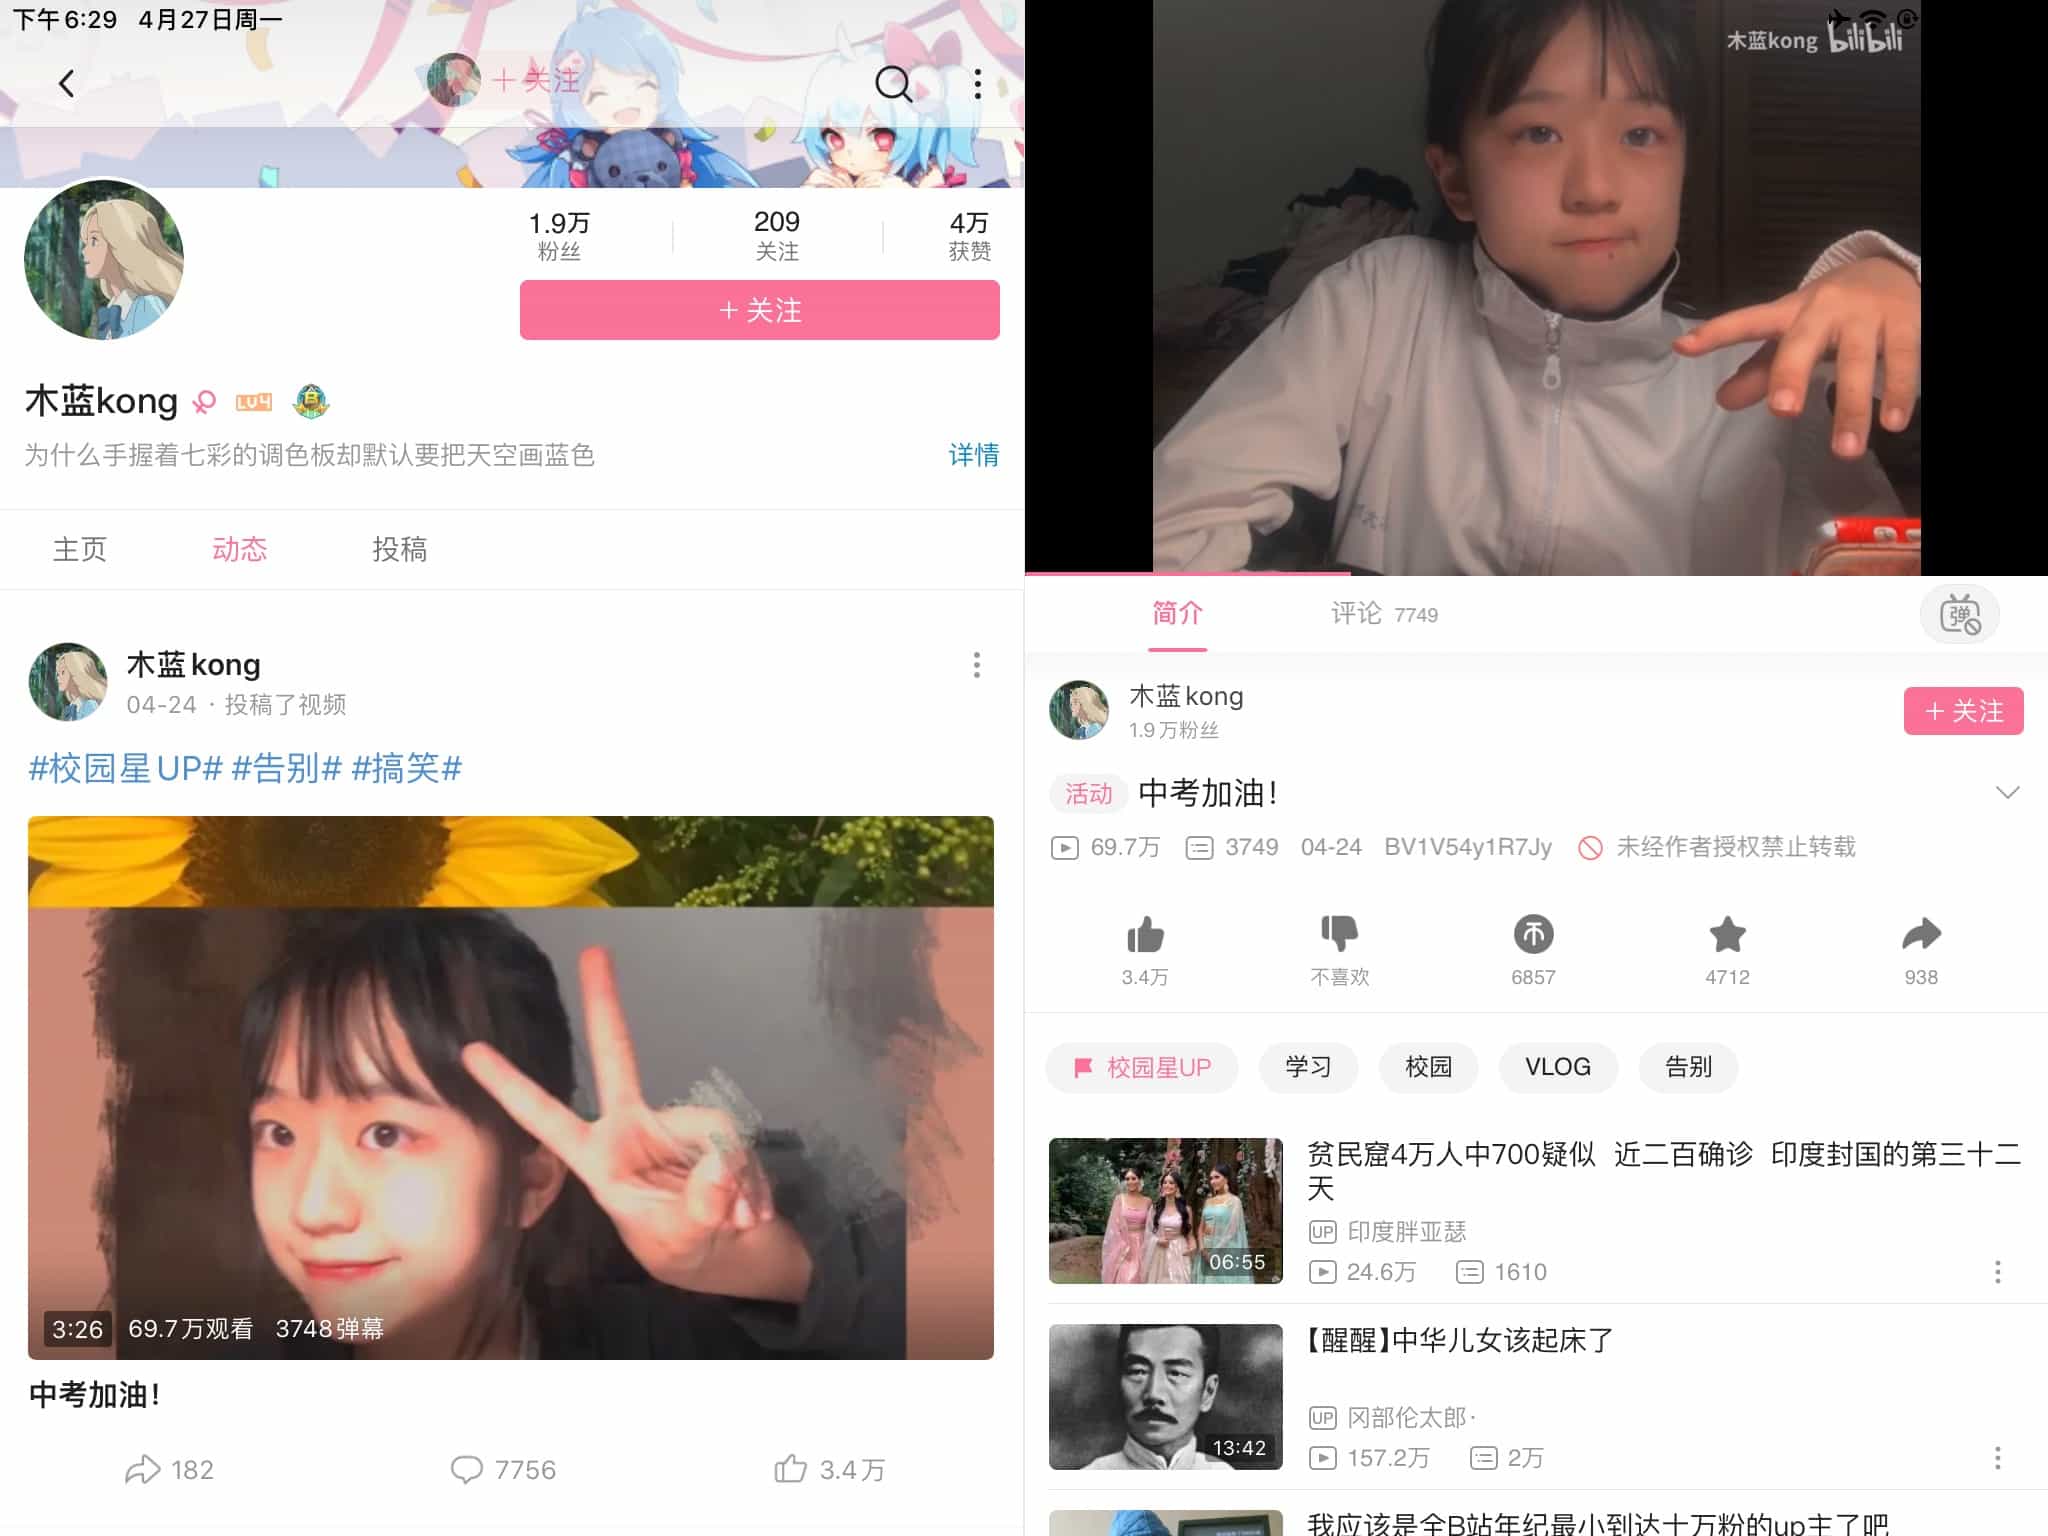 下午6:29 4月27日周一
+ 关注
1.9万
粉丝
209
关注
4万
获赞
+ 关注
木蓝kong LV4
为什么手握着七彩的调色板却默认要把天空画蓝色
详情
主页 动态 投稿
木蓝kong
04-24 · 投稿了视频
#校园星UP# #告别# #搞笑#
3:26 69.7万观看 3748弹幕
中考加油！
182 7756 3.4万
木蓝kong bilibili
简介 评论 7749
弹
木蓝kong
1.9万粉丝
+ 关注
活动 中考加油！
69.7万 3749 04-24 BV1V54y1R7Jy 未经作者授权禁止转载
3.4万 不喜欢 6857 4712 938
校园星UP 学习 校园 VLOG 告别
贫民窟4万人中700疑似 近二百确诊 印度封国的第三十二
天
UP 印度胖亚瑟
24.6万 1610
06:55
【醒醒】中华儿女该起床了
UP 冈部伦太郎·
157.2万 2万
13:42
我应该是全B站年纪最小到达十万粉的up主了吧